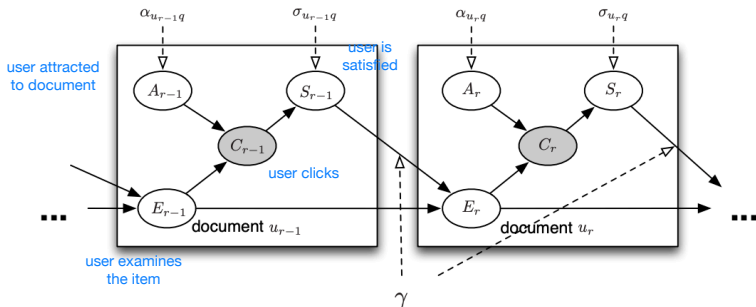 α_{u_{r−1}q} σ_{u_{r−1}q} α_{u_r q} σ_{u_r q}
user is
satisfied
user attracted
to document
A_{r−1} S_{r−1} A_r S_r
C_{r−1} C_r
user clicks
... E_{r−1} E_r ...
document u_{r−1} document u_r
user examines
the item
γ